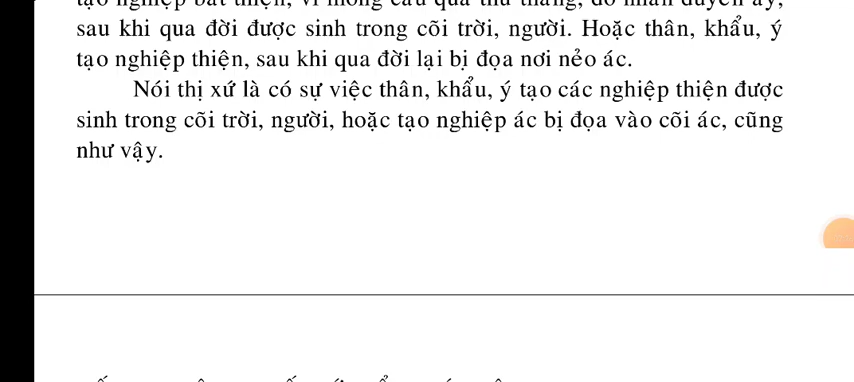 sau khi qua đời được sinh trong cõi trời, người. Hoặc thân, khẩu, ý
tạo nghiệp thiện, sau khi qua đời lại bị đọa nơi nẻo ác.
Nói thị xứ là có sự việc thân, khẩu, ý tạo các nghiệp thiện được
sinh trong cõi trời, người, hoặc tạo nghiệp ác bị đọa vào cõi ác, cũng
như vậy.